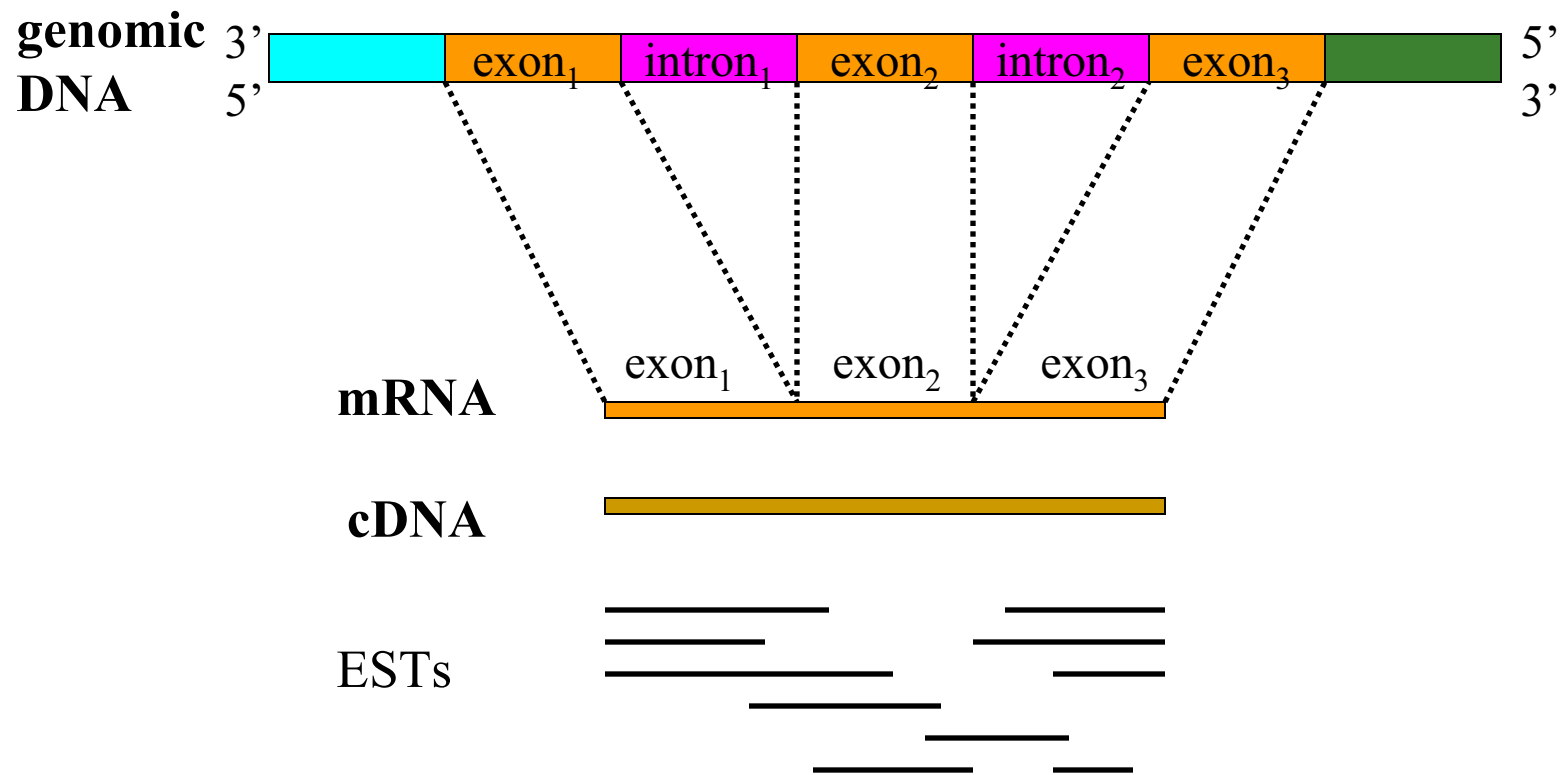 genomic 3’ 5’
DNA 5’ 3’
exon₁ intron₁ exon₂ intron₂ exon₃
exon₁ exon₂ exon₃
mRNA
cDNA
ESTs